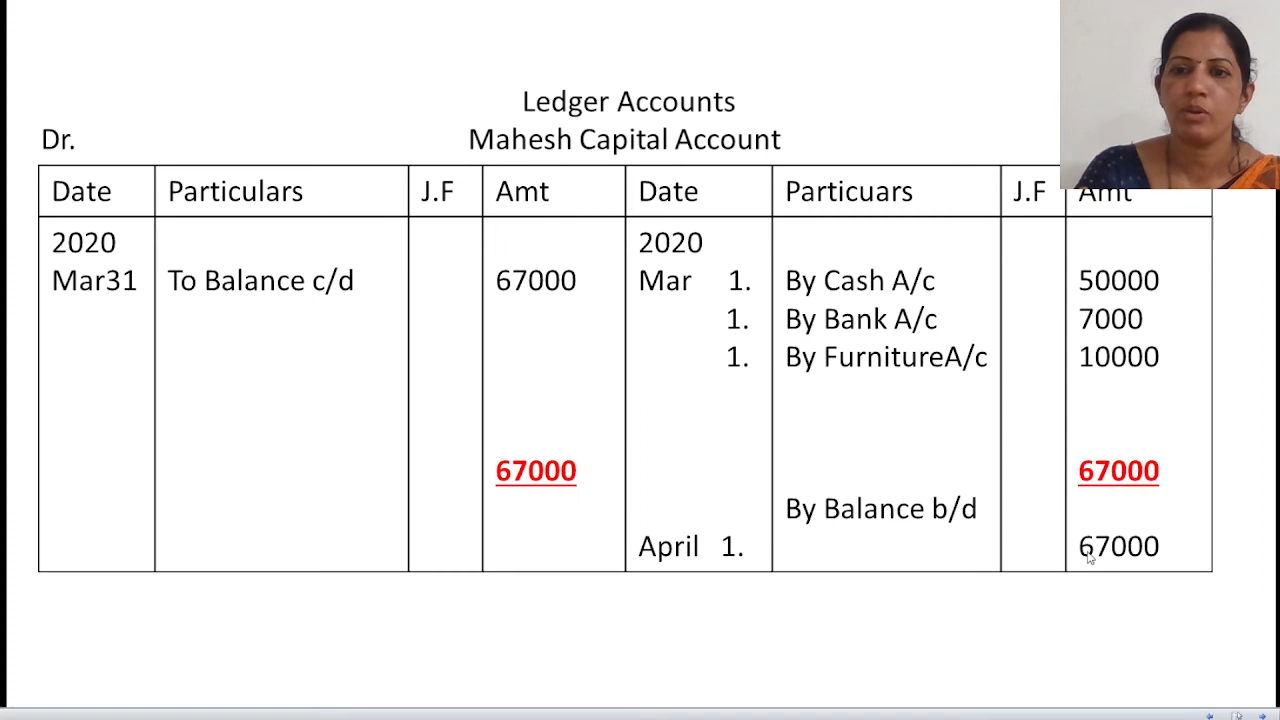 Ledger Accounts
Dr. Mahesh Capital Account
Date Particulars J.F Amt Date Particuars J.F Amt
2020 2020
Mar31 To Balance c/d 67000 Mar 1. By Cash A/c 50000
1. By Bank A/c 7000
1. By FurnitureA/c 10000
67000 67000
By Balance b/d
April 1. 67000